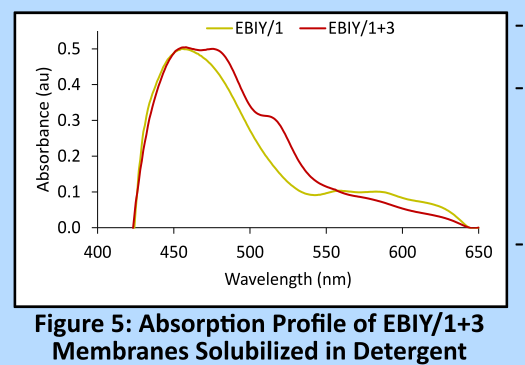 EBIY/1 EBIY/1+3
0.5
0.4
0.3
0.2
0.1
0.0
Absorbance (au)
400 450 500 550 600 650
Wavelength (nm)
Figure 5: Absorption Profile of EBIY/1+3
Membranes Solubilized in Detergent